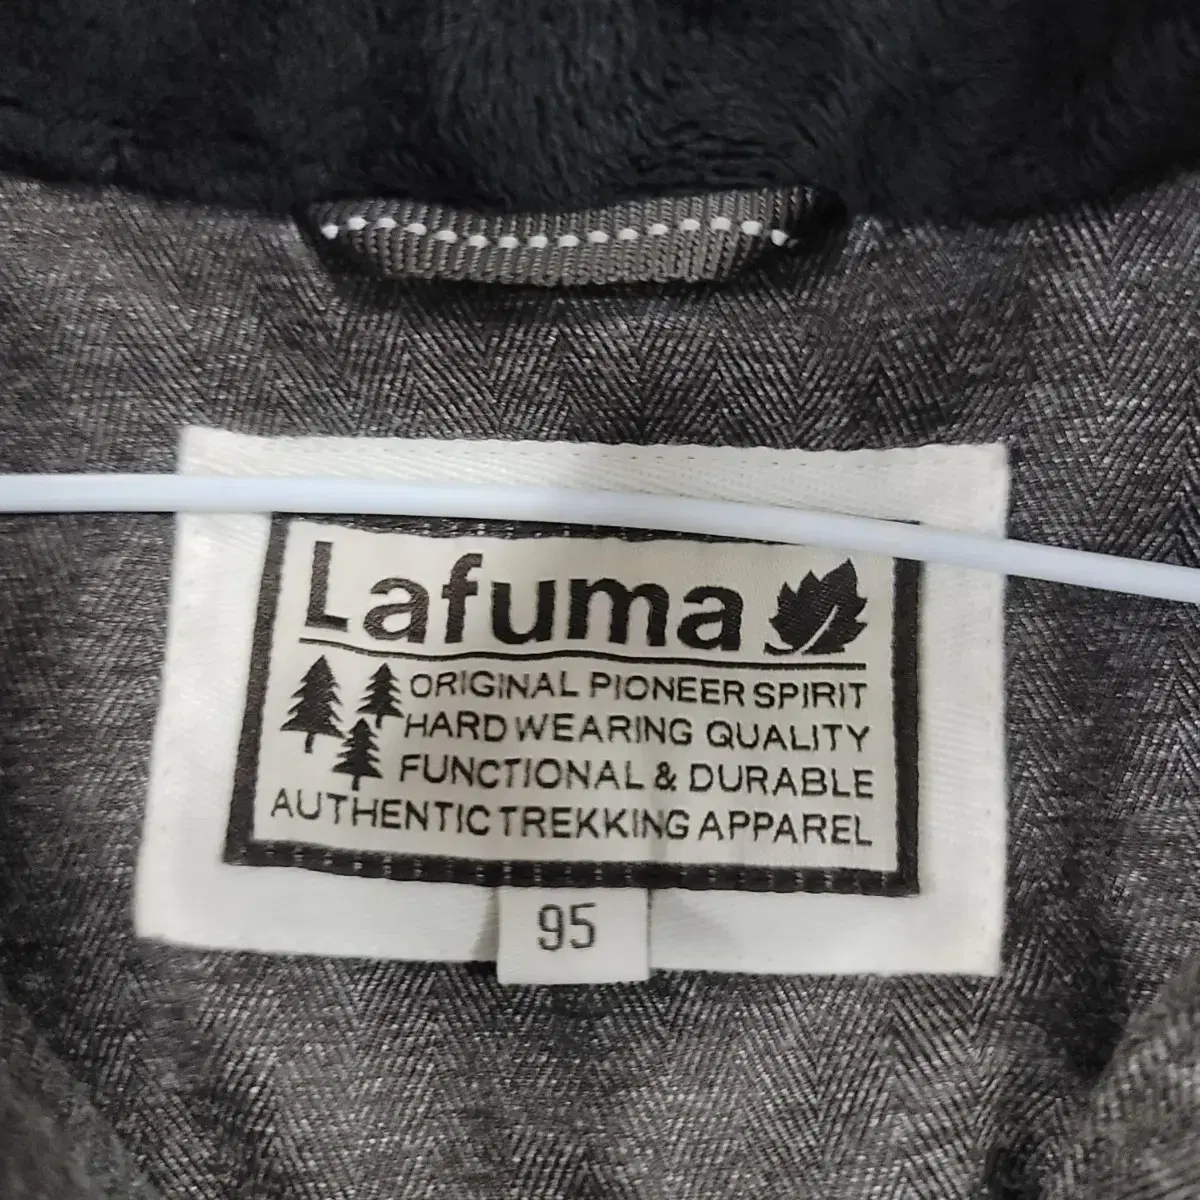 Lafuma
ORIGINAL PIONEER SPIRIT
HARD WEARING QUALITY
FUNCTIONAL & DURABLE
AUTHENTIC TREKKING APPAREL
95